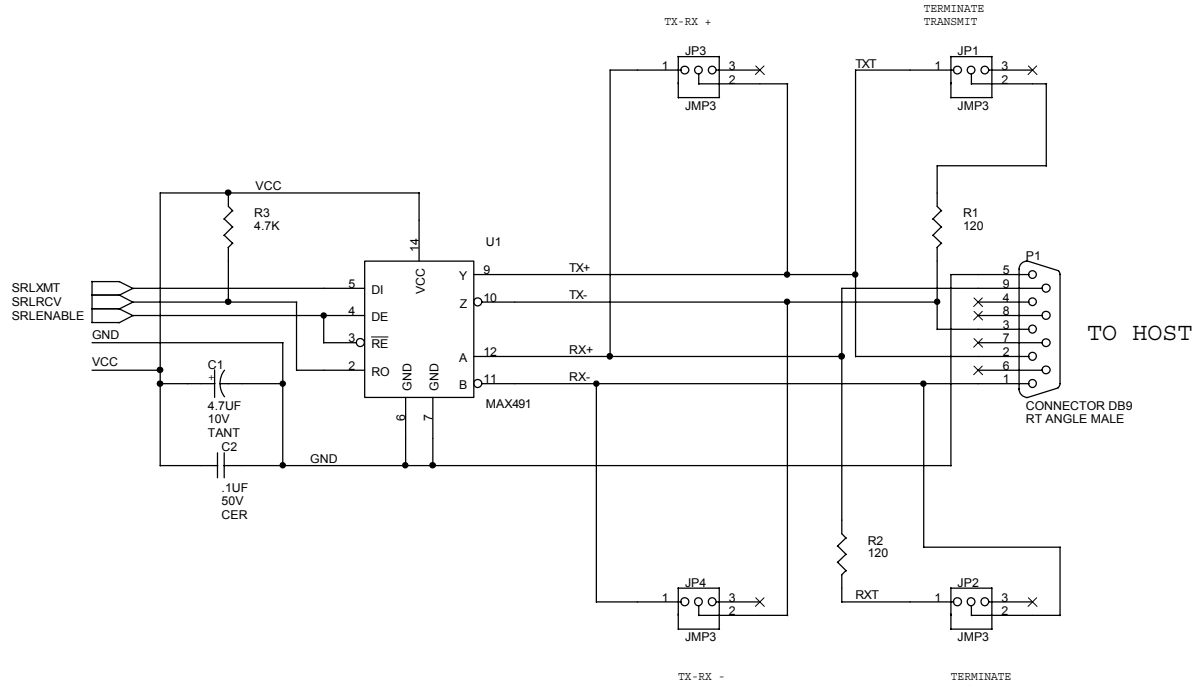 TERMINATE
TRANSMIT
TX-RX +
JP3
1
3
2
JMP3
TXT
JP1
1
3
2
JMP3
VCC
R3
4.7K
R1
120
U1
14
VCC
SRLXMT
SRLRCV
SRLENABLE
GND
VCC
5
DI
4
DE
3
RE
2
RO
GND
GND
6
7
Y
9
TX+
Z
10
TX-
A
12
RX+
B
11
RX-
MAX491
P1
5
9
4
8
3
7
2
6
1
TO HOST
CONNECTOR DB9
RT ANGLE MALE
C1
+
4.7UF
10V
TANT
C2
GND
.1UF
50V
CER
R2
120
JP4
1
3
2
JMP3
RXT
JP2
1
3
2
JMP3
TX-RX -
TERMINATE